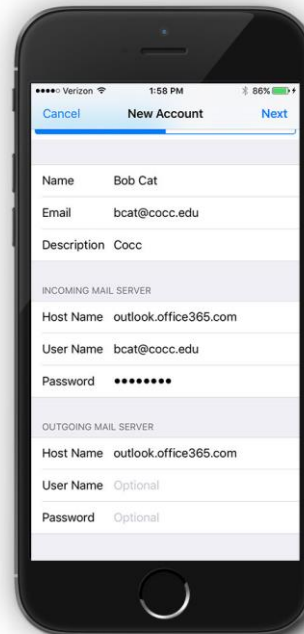 Verizon 1:58 PM 86%
Cancel New Account Next
Name Bob Cat
Email bcat@cocc.edu
Description Cocc
INCOMING MAIL SERVER
Host Name outlook.office365.com
User Name bcat@cocc.edu
Password ••••••••
OUTGOING MAIL SERVER
Host Name outlook.office365.com
User Name Optional
Password Optional